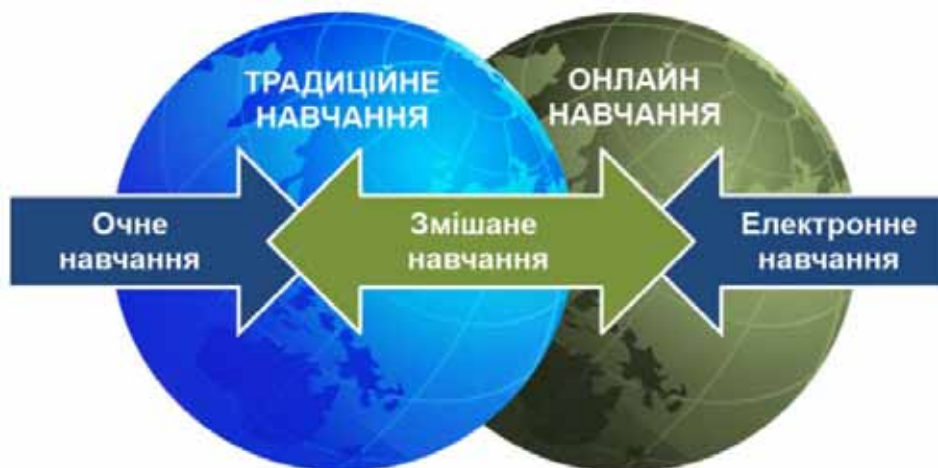 ТРАДИЦІЙНЕ
НАВЧАННЯ
ОНЛАЙН
НАВЧАННЯ
Очне
навчання
Змішане
навчання
Електронне
навчання